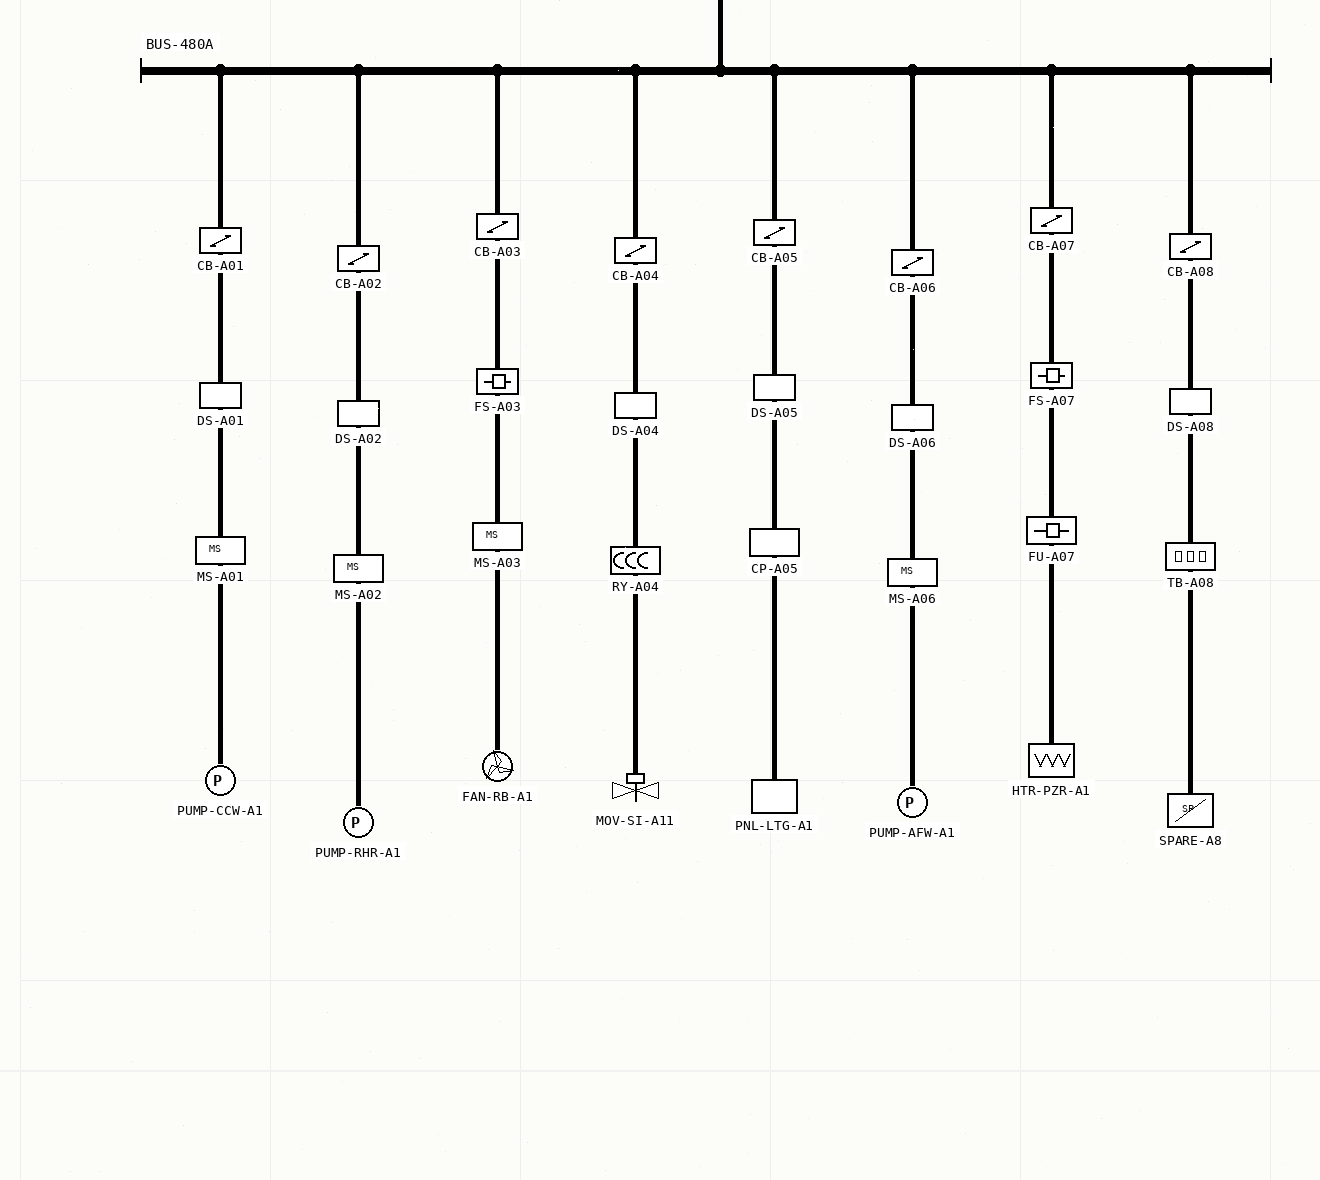 BUS-480A
CB-A01
CB-A02
CB-A03
CB-A04
CB-A05
CB-A06
CB-A07
CB-A08
DS-A01
DS-A02
FS-A03
DS-A04
DS-A05
DS-A06
FS-A07
DS-A08
MS
MS-A01
MS
MS-A02
MS
MS-A03
RY-A04
CP-A05
MS
MS-A06
FU-A07
TB-A08
P
PUMP-CCW-A1
P
PUMP-RHR-A1
FAN-RB-A1
MOV-SI-A11
PNL-LTG-A1
P
PUMP-AFW-A1
HTR-PZR-A1
SP
SPARE-A8